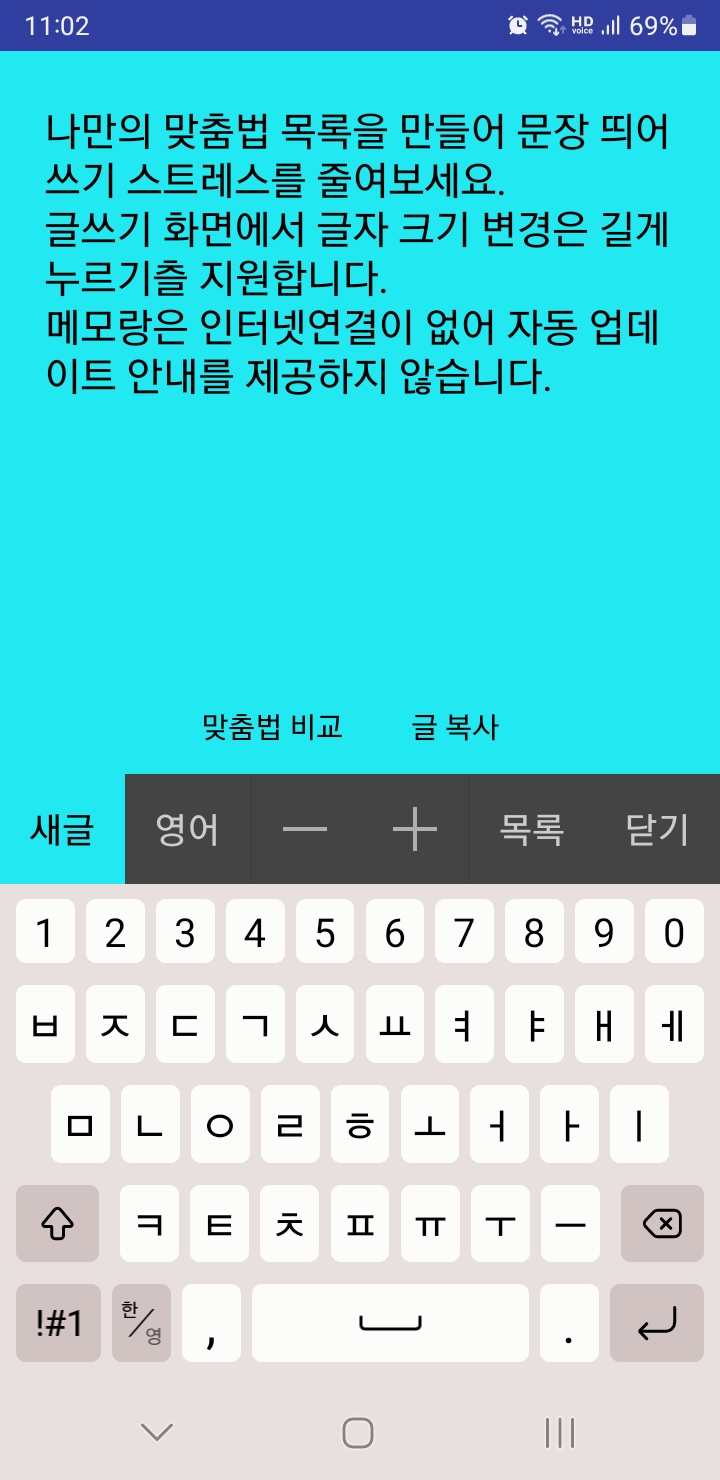 11:02 HD voice 69%
나만의 맞춤법 목록을 만들어 문장 띄어
쓰기 스트레스를 줄여보세요.
글쓰기 화면에서 글자 크기 변경은 길게
누르기츨 지원합니다.
메모랑은 인터넷연결이 없어 자동 업데
이트 안내를 제공하지 않습니다.
맞춤법 비교 글 복사
새글 영어 — + 목록 닫기
1 2 3 4 5 6 7 8 9 0
ㅂ ㅈ ㄷ ㄱ ㅅ ㅛ ㅕ ㅑ ㅐ ㅔ
ㅁ ㄴ ㅇ ㄹ ㅎ ㅗ ㅓ ㅏ ㅣ
ㅋ ㅌ ㅊ ㅍ ㅠ ㅜ ㅡ
!#1 한/영 , .